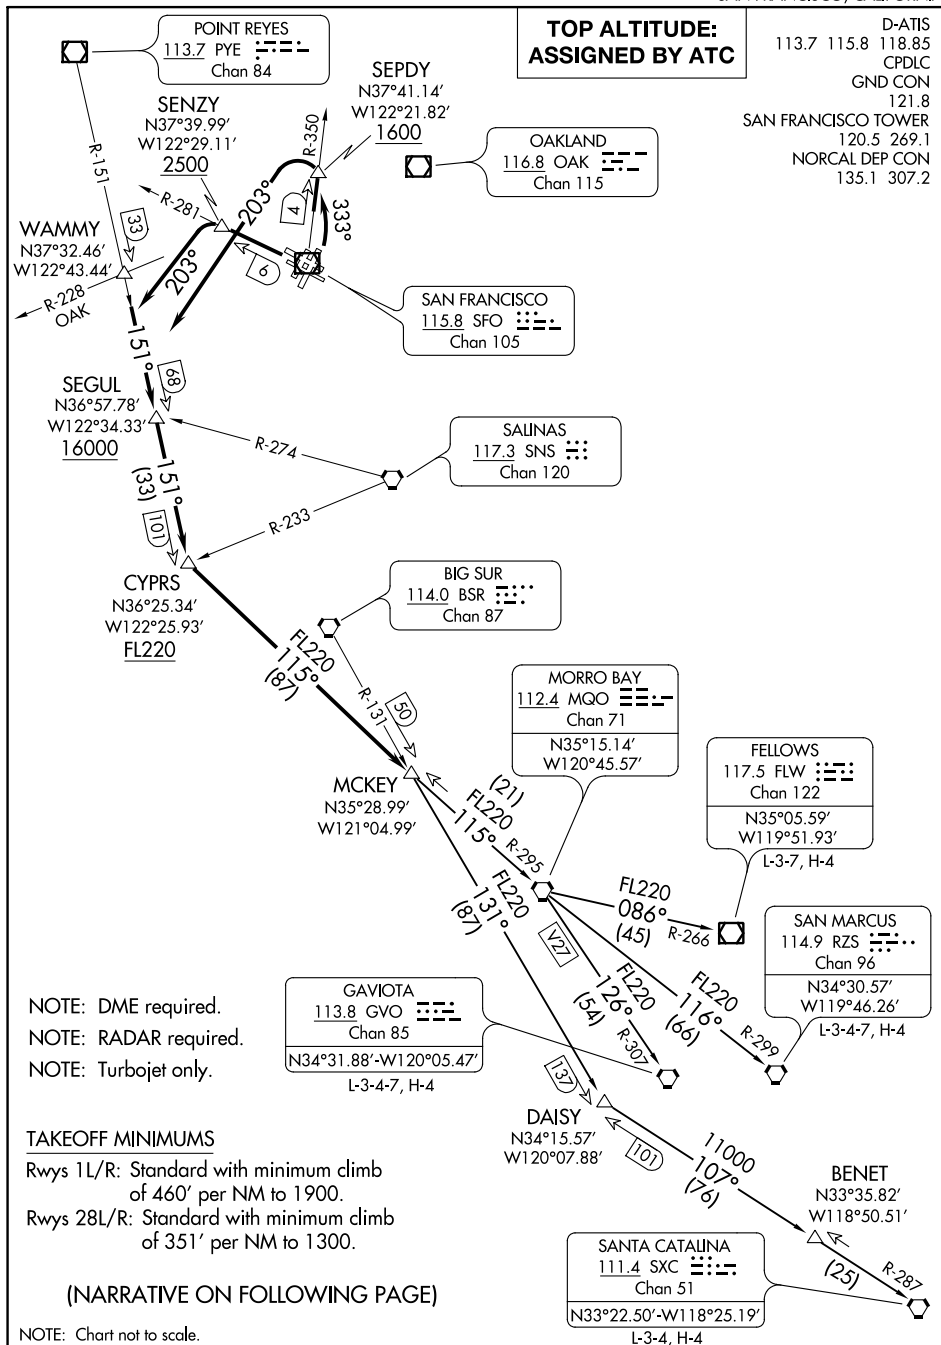 TOP ALTITUDE:
ASSIGNED BY ATC
D-ATIS
113.7 115.8 118.85
CPDLC
GND CON
121.8
SAN FRANCISCO TOWER
120.5 269.1
NORCAL DEP CON
135.1 307.2
POINT REYES
113.7 PYE
Chan 84
SENZY
N37°39.99′
W122°29.11′
2500
SEPDY
N37°41.14′
W122°21.82′
1600
OAKLAND
116.8 OAK
Chan 115
R-151
R-350
R-281
203°
203°
4
333°
6
33
WAMMY
N37°32.46′
W122°43.44′
R-228
OAK
SAN FRANCISCO
115.8 SFO
Chan 105
151°
68
SEGUL
N36°57.78′
W122°34.33′
16000
R-274
SALINAS
117.3 SNS
Chan 120
151°
(33)
101
R-233
CYPRS
N36°25.34′
W122°25.93′
FL220
BIG SUR
114.0 BSR
Chan 87
FL220
115°
(87)
R-131
50
MORRO BAY
112.4 MQO
Chan 71
N35°15.14′
W120°45.57′
MCKEY
N35°28.99′
W121°04.99′
(21)
FL220
115°
R-295
FELLOWS
117.5 FLW
Chan 122
N35°05.59′
W119°51.93′
L-3-7, H-4
FL220
131°
(87)
FL220
086°
(45)
R-266
V27
FL220
126°
(54)
R-307
FL220
116°
(66)
R-299
SAN MARCUS
114.9 RZS
Chan 96
N34°30.57′
W119°46.26′
L-3-4-7, H-4
GAVIOTA
113.8 GVO
Chan 85
N34°31.88′-W120°05.47′
L-3-4-7, H-4
NOTE: DME required.
NOTE: RADAR required.
NOTE: Turbojet only.
137
DAISY
N34°15.57′
W120°07.88′
101
11000
107°
(76)
BENET
N33°35.82′
W118°50.51′
(25)
R-287
TAKEOFF MINIMUMS
Rwys 1L/R: Standard with minimum climb
of 460′ per NM to 1900.
Rwys 28L/R: Standard with minimum climb
of 351′ per NM to 1300.
SANTA CATALINA
111.4 SXC
Chan 51
N33°22.50′-W118°25.19′
L-3-4, H-4
(NARRATIVE ON FOLLOWING PAGE)
NOTE: Chart not to scale.